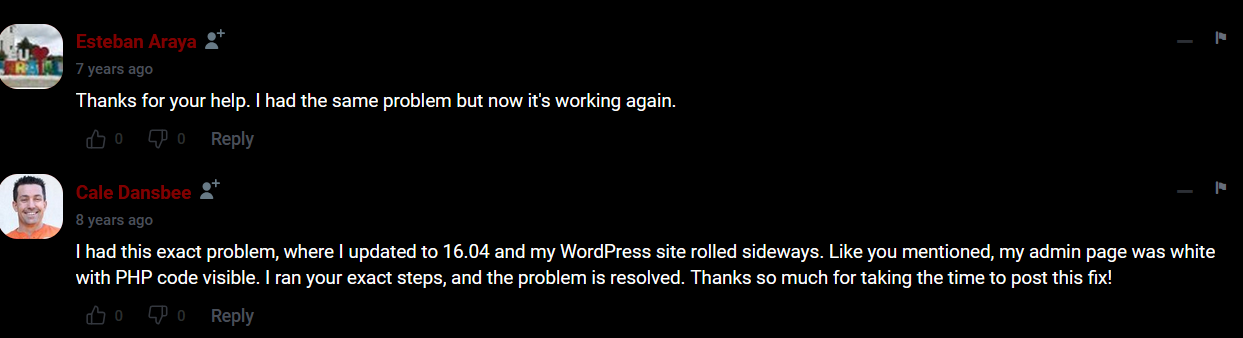 Esteban Araya
7 years ago
Thanks for your help. I had the same problem but now it's working again.
0 0 Reply
Cale Dansbee
8 years ago
I had this exact problem, where I updated to 16.04 and my WordPress site rolled sideways. Like you mentioned, my admin page was white
with PHP code visible. I ran your exact steps, and the problem is resolved. Thanks so much for taking the time to post this fix!
0 0 Reply